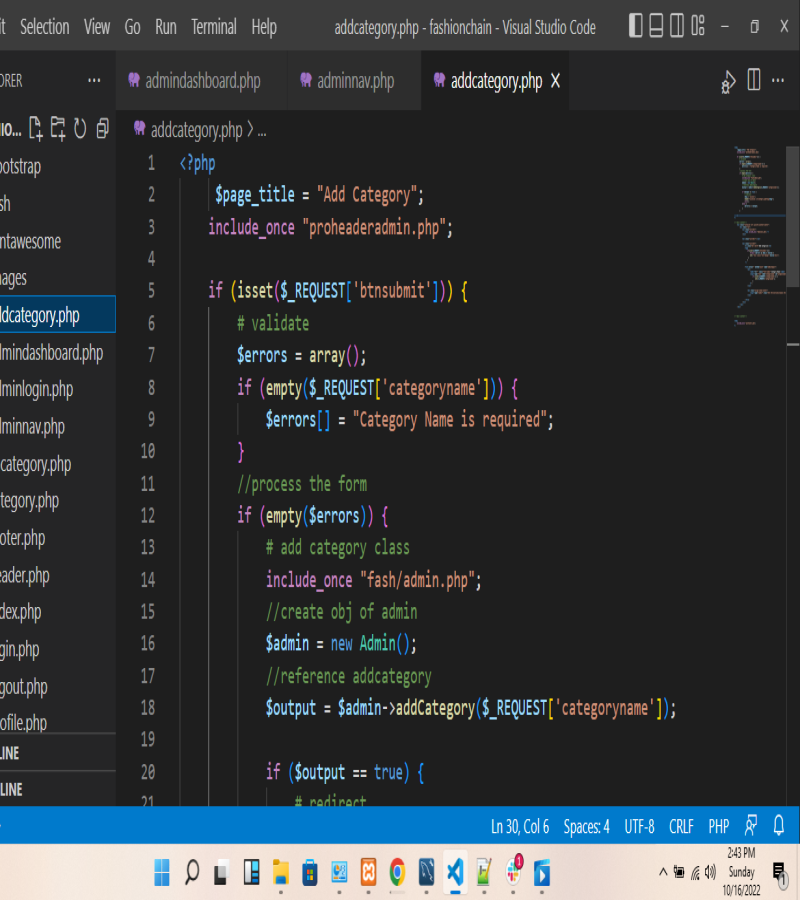 it Selection View Go Run Terminal Help addcategory.php - fashionchain - Visual Studio Code
ORER ... admindashboard.php adminnav.php addcategory.php
IO... addcategory.php > ...
ootstrap
sh
ntawesome
nages
ddcategory.php
dmindashboard.php
dminlogin.php
dminnav.php
category.php
tegory.php
oter.php
eader.php
dex.php
gin.php
gout.php
ofile.php
LINE
LINE
1 <?php
2 $page_title = "Add Category";
3 include_once "proheaderadmin.php";
4
5 if (isset($_REQUEST['btnsubmit'])) {
6 # validate
7 $errors = array();
8 if (empty($_REQUEST['categoryname'])) {
9 $errors[] = "Category Name is required";
10 }
11 //process the form
12 if (empty($errors)) {
13 # add category class
14 include_once "fash/admin.php";
15 //create obj of admin
16 $admin = new Admin();
17 //reference addcategory
18 $output = $admin->addCategory($_REQUEST['categoryname']);
19
20 if ($output == true) {
21 # redirect
Ln 30, Col 6 Spaces: 4 UTF-8 CRLF PHP
2:43 PM
Sunday
10/16/2022
1
1